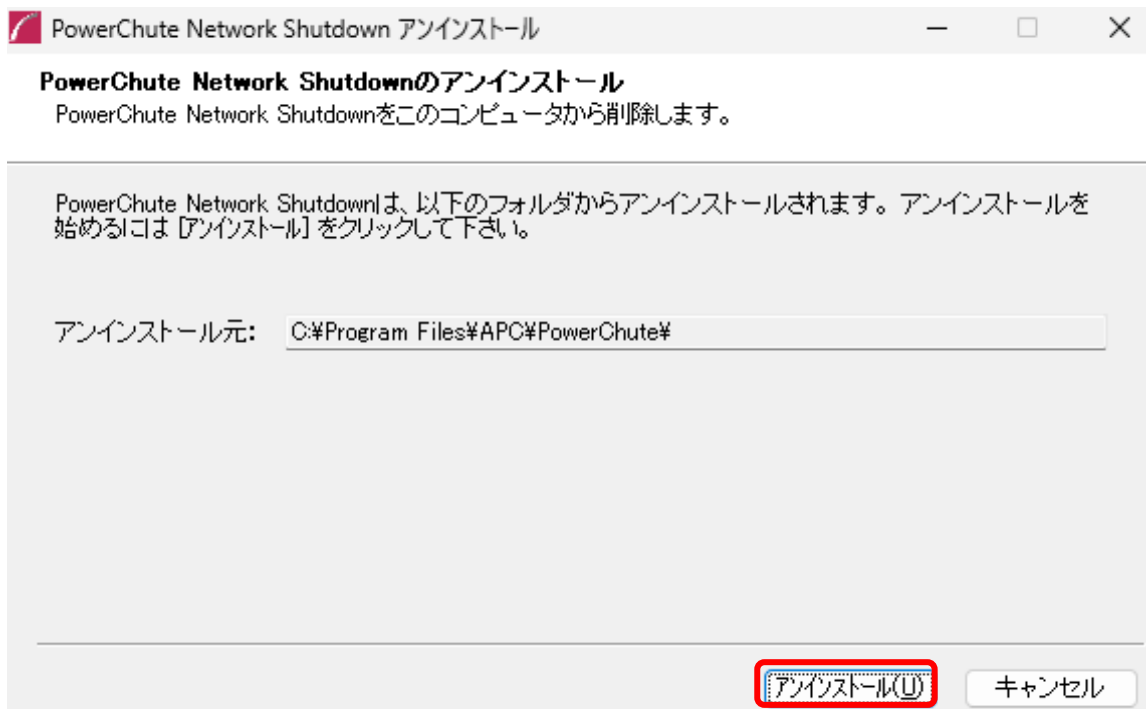 PowerChute Network Shutdown アンインストール
PowerChute Network Shutdownのアンインストール
PowerChute Network Shutdownをこのコンピュータから削除します。
PowerChute Network Shutdownは、以下のフォルダからアンインストールされます。アンインストールを
始めるには [アンインストール] をクリックして下さい。
アンインストール元: C:¥Program Files¥APC¥PowerChute¥
アンインストール(U) キャンセル